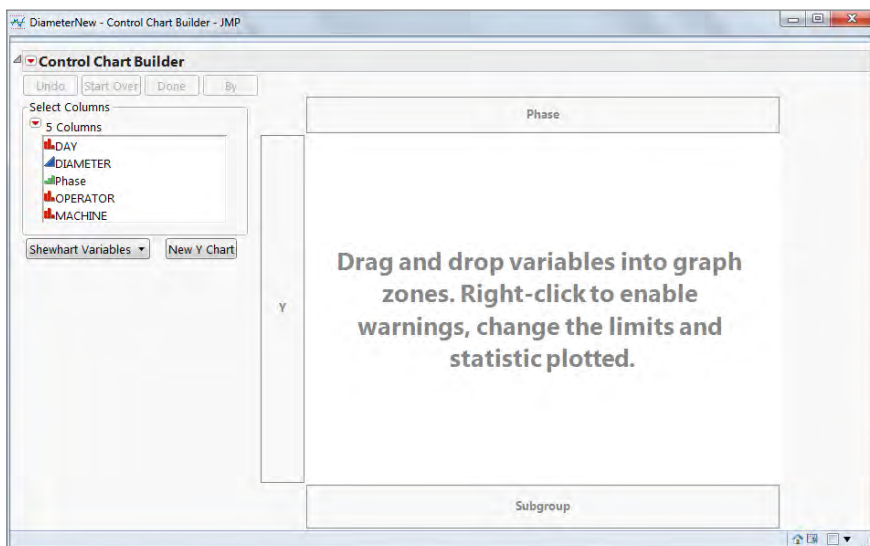 DiameterNew - Control Chart Builder - JMP
Control Chart Builder
Undo Start Over Done By
Select Columns
5 Columns
DAY
DIAMETER
Phase
OPERATOR
MACHINE
Shewhart Variables New Y Chart
Phase
Y
Drag and drop variables into graph
zones. Right-click to enable
warnings, change the limits and
statistic plotted.
Subgroup